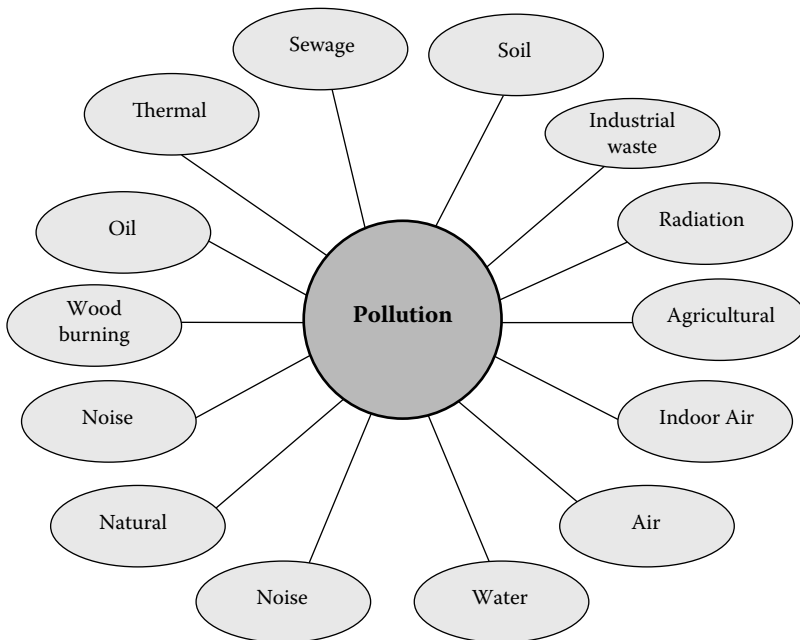 Sewage
Soil
Thermal
Industrial
waste
Oil
Radiation
Wood
burning
Pollution
Agricultural
Noise
Indoor Air
Natural
Air
Noise
Water